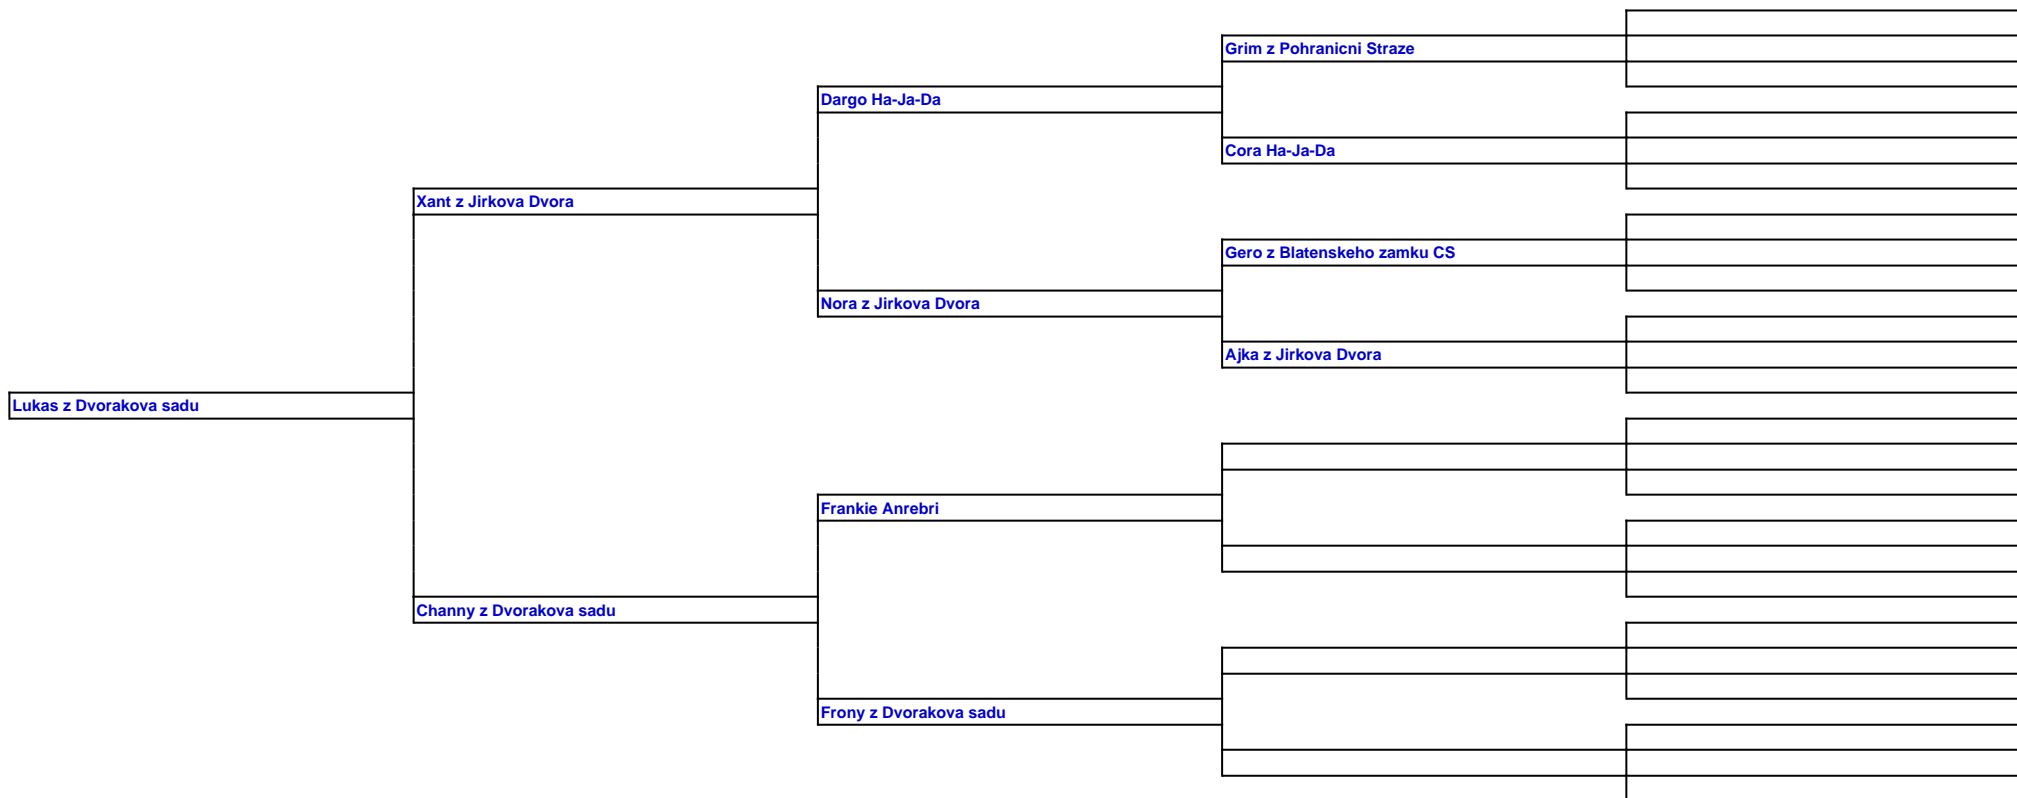 Grim z Pohranicni Straze
Dargo Ha-Ja-Da
Cora Ha-Ja-Da
Xant z Jirkova Dvora
Gero z Blatenskeho zamku CS
Nora z Jirkova Dvora
Ajka z Jirkova Dvora
Lukas z Dvorakova sadu
Frankie Anrebri
Channy z Dvorakova sadu
Frony z Dvorakova sadu